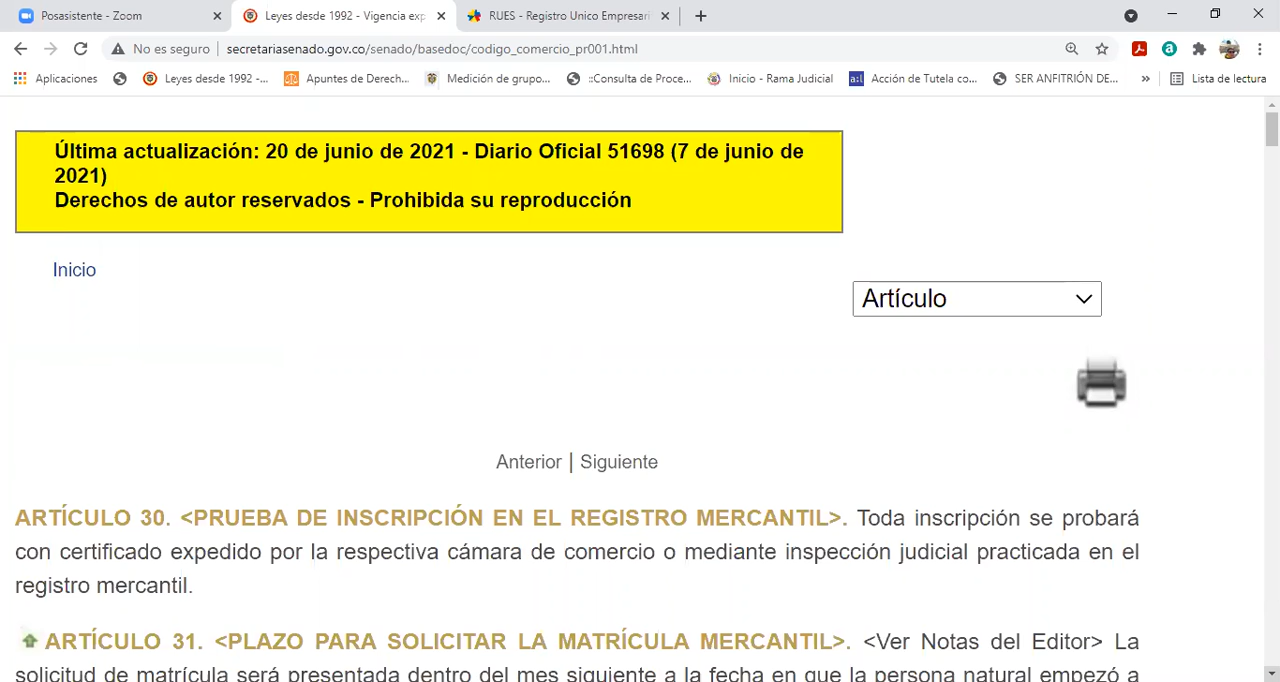 Posasistente - Zoom
Leyes desde 1992 - Vigencia exp
RUES - Registro Unico Empresari
No es seguro
secretariasenado.gov.co/senado/basedoc/codigo_comercio_pr001.html
Aplicaciones
Leyes desde 1992 -...
Apuntes de Derech...
Medición de grupo...
::Consulta de Proce...
Inicio - Rama Judicial
Acción de Tutela co...
SER ANFITRIÓN DE...
»
Lista de lectura
Última actualización: 20 de junio de 2021 - Diario Oficial 51698 (7 de junio de
2021)
Derechos de autor reservados - Prohibida su reproducción
Inicio
Artículo
Anterior | Siguiente
ARTÍCULO 30. <PRUEBA DE INSCRIPCIÓN EN EL REGISTRO MERCANTIL>. Toda inscripción se probará
con certificado expedido por la respectiva cámara de comercio o mediante inspección judicial practicada en el
registro mercantil.
ARTÍCULO 31. <PLAZO PARA SOLICITAR LA MATRÍCULA MERCANTIL>. <Ver Notas del Editor> La
solicitud de matrícula será presentada dentro del mes siguiente a la fecha en que la persona natural empezó a